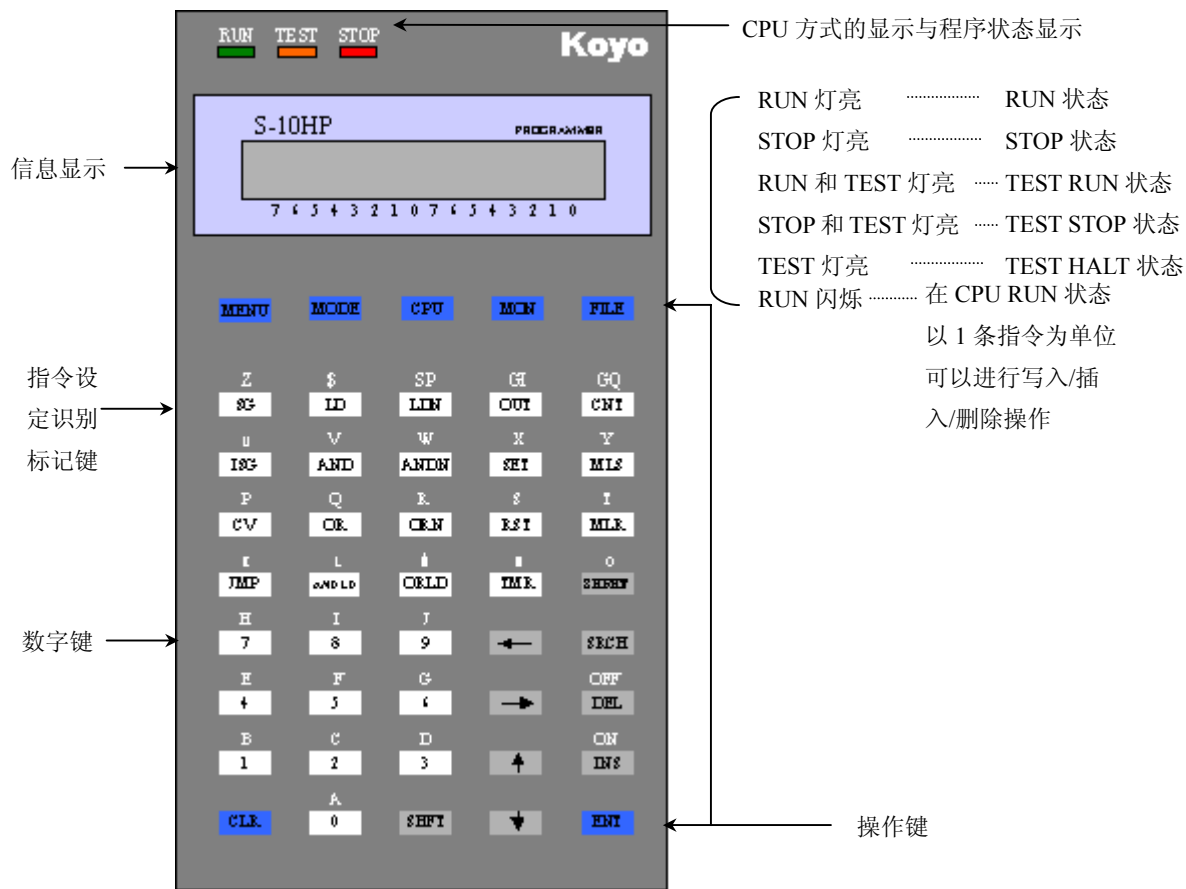 RUN TEST STOP
CPU 方式的显示与程序状态显示
Koyo
S-10HP
PROGRAMMER
7 6 5 4 3 2 1 0 7 6 5 4 3 2 1 0
信息显示
RUN 灯亮 RUN 状态
STOP 灯亮 STOP 状态
RUN 和 TEST 灯亮 TEST RUN 状态
STOP 和 TEST 灯亮 TEST STOP 状态
TEST 灯亮 TEST HALT 状态
RUN 闪烁 在 CPU RUN 状态
以 1 条指令为单位
可以进行写入/插
入/删除操作
MENU MODE CPU MON FILE
指令设
定识别
标记键
Z $ SP GI GQ
SG LD LDN OUT CNT
U V W X Y
ISG AND ANDN SET MLS
P Q R S T
CV OR ORN RST MLR
L O
JMP ANDLD ORLD TMR
数字键
H I J
7 8 9 ← SRCH
E F G OFF
4 5 6 → DEL
B C D ON
1 2 3 ↑ INS
A
CLR 0 SHFT ↓ ENT
操作键